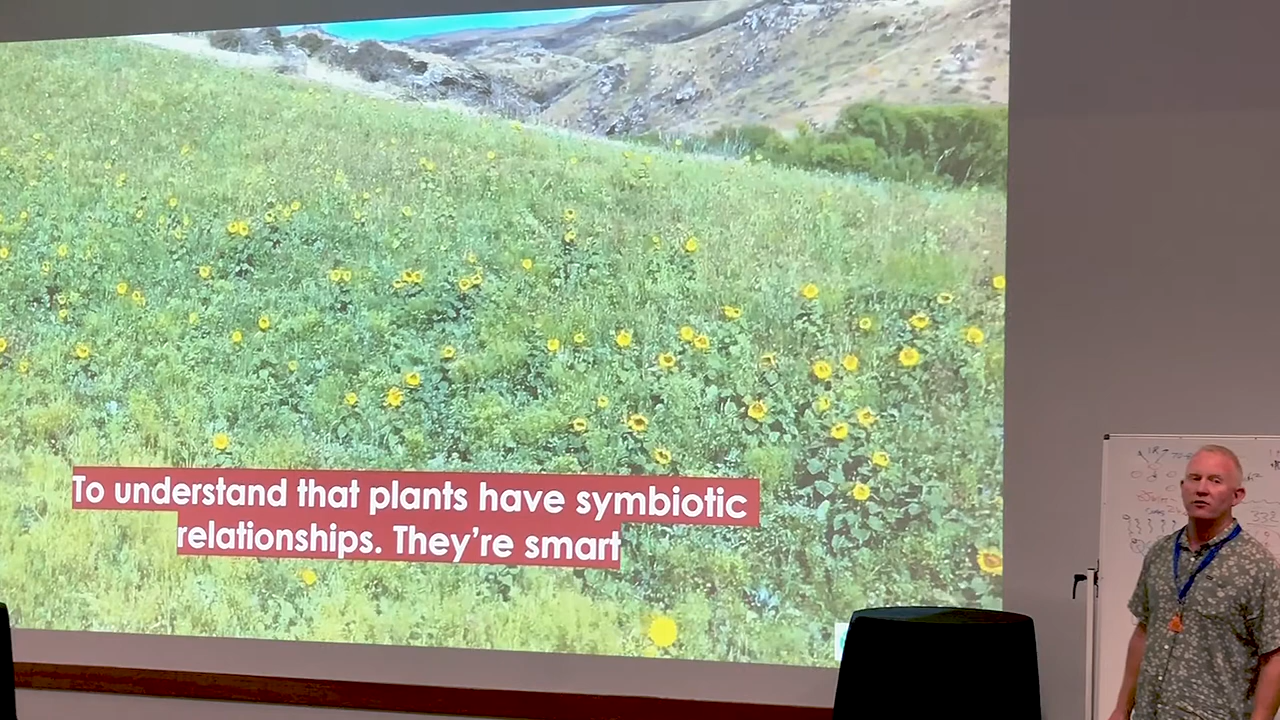 To understand that plants have symbiotic
relationships. They're smart